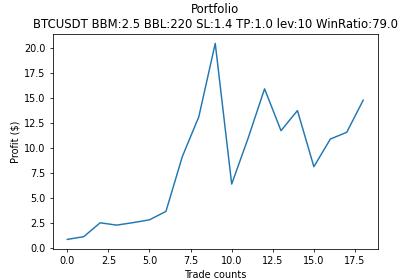 Portfolio
BTCUSDT BBM:2.5 BBL:220 SL:1.4 TP:1.0 lev:10 WinRatio:79.0
20.0
17.5
15.0
12.5
10.0
7.5
5.0
2.5
0.0
Profit ($)
0.0 2.5 5.0 7.5 10.0 12.5 15.0 17.5
Trade counts